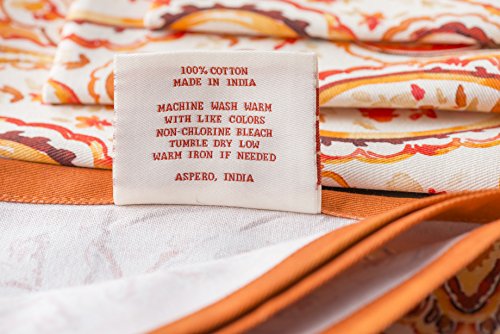 100% COTTON
MADE IN INDIA
MACHINE WASH WARM
WITH LIKE COLORS
NON-CHLORINE BLEACH
TUMBLE DRY LOW
WARM IRON IF NEEDED
ASPERO, INDIA